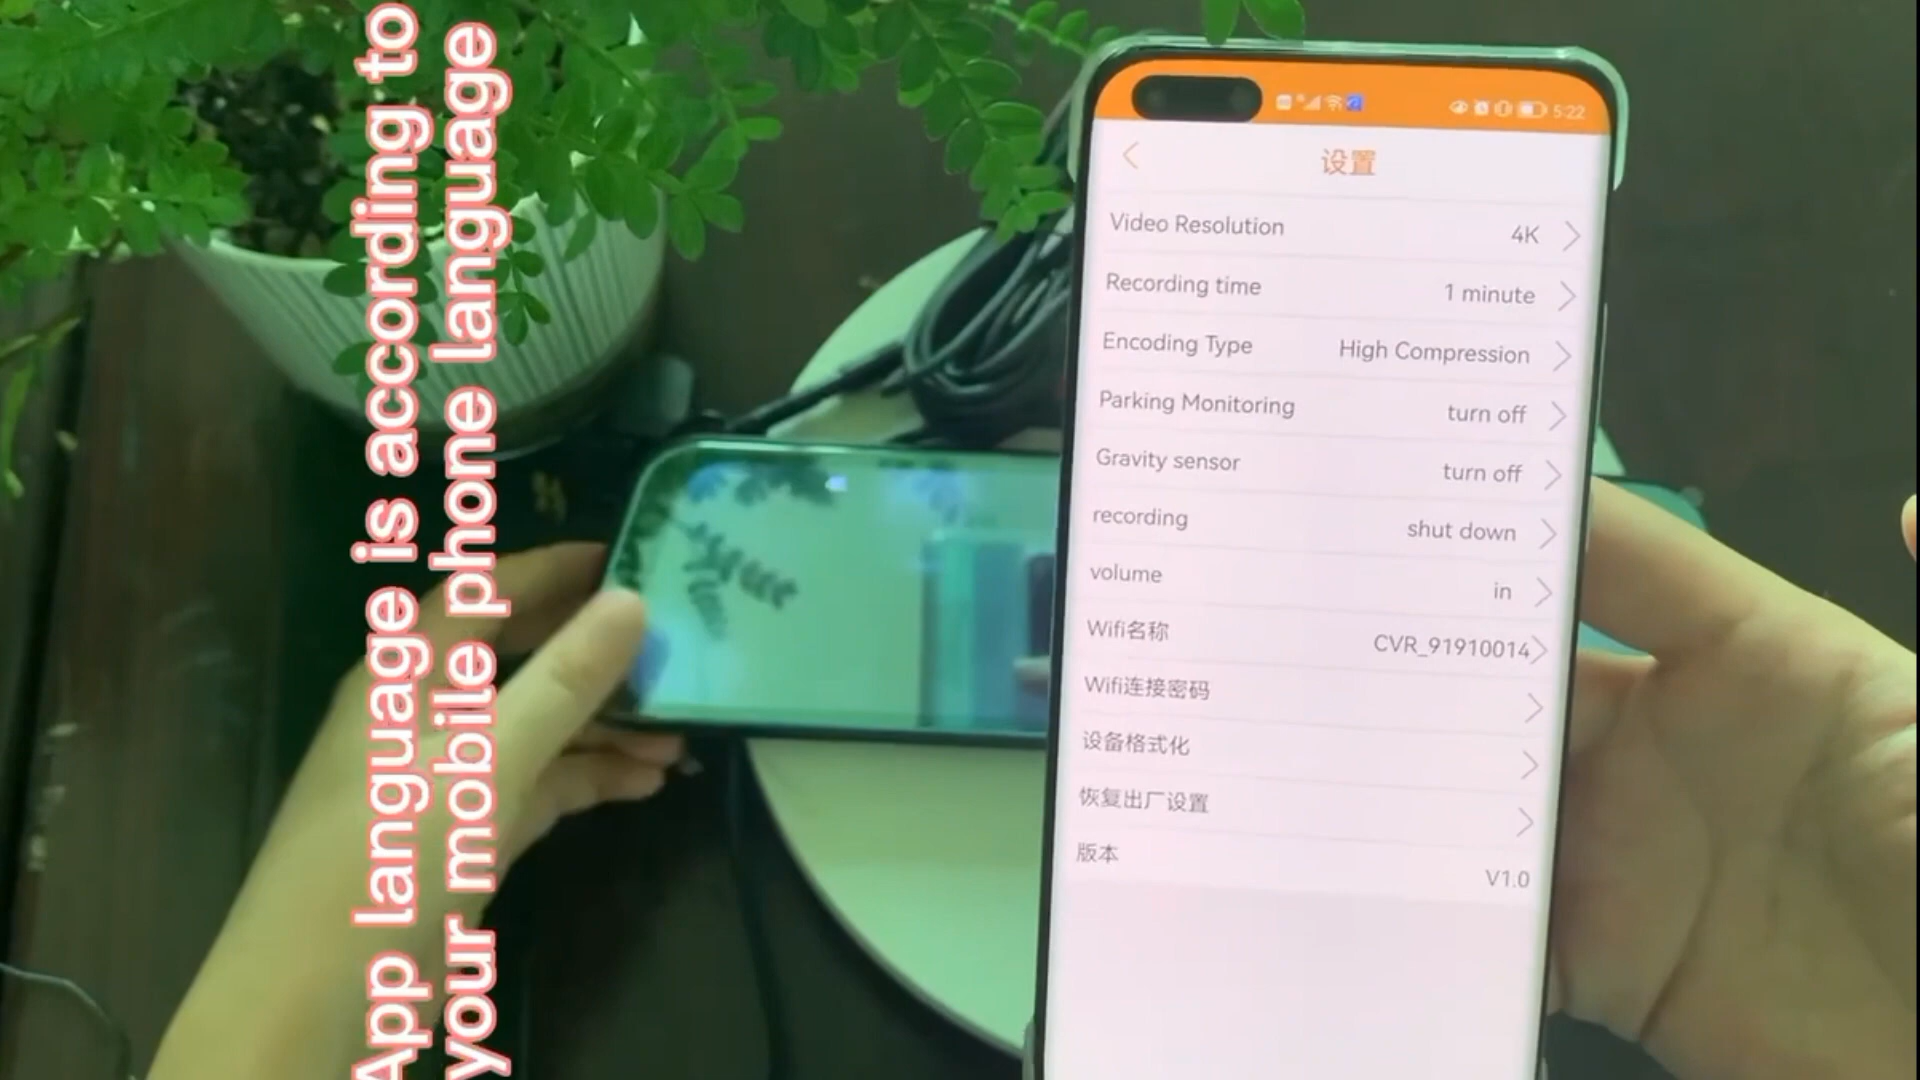 App language is according to
your mobile phone language
5:22
设置
Video Resolution 4K
Recording time 1 minute
Encoding Type High Compression
Parking Monitoring turn off
Gravity sensor turn off
recording shut down
volume in
Wifi名称 CVR_91910014
Wifi连接密码
设备格式化
恢复出厂设置
版本 V1.0